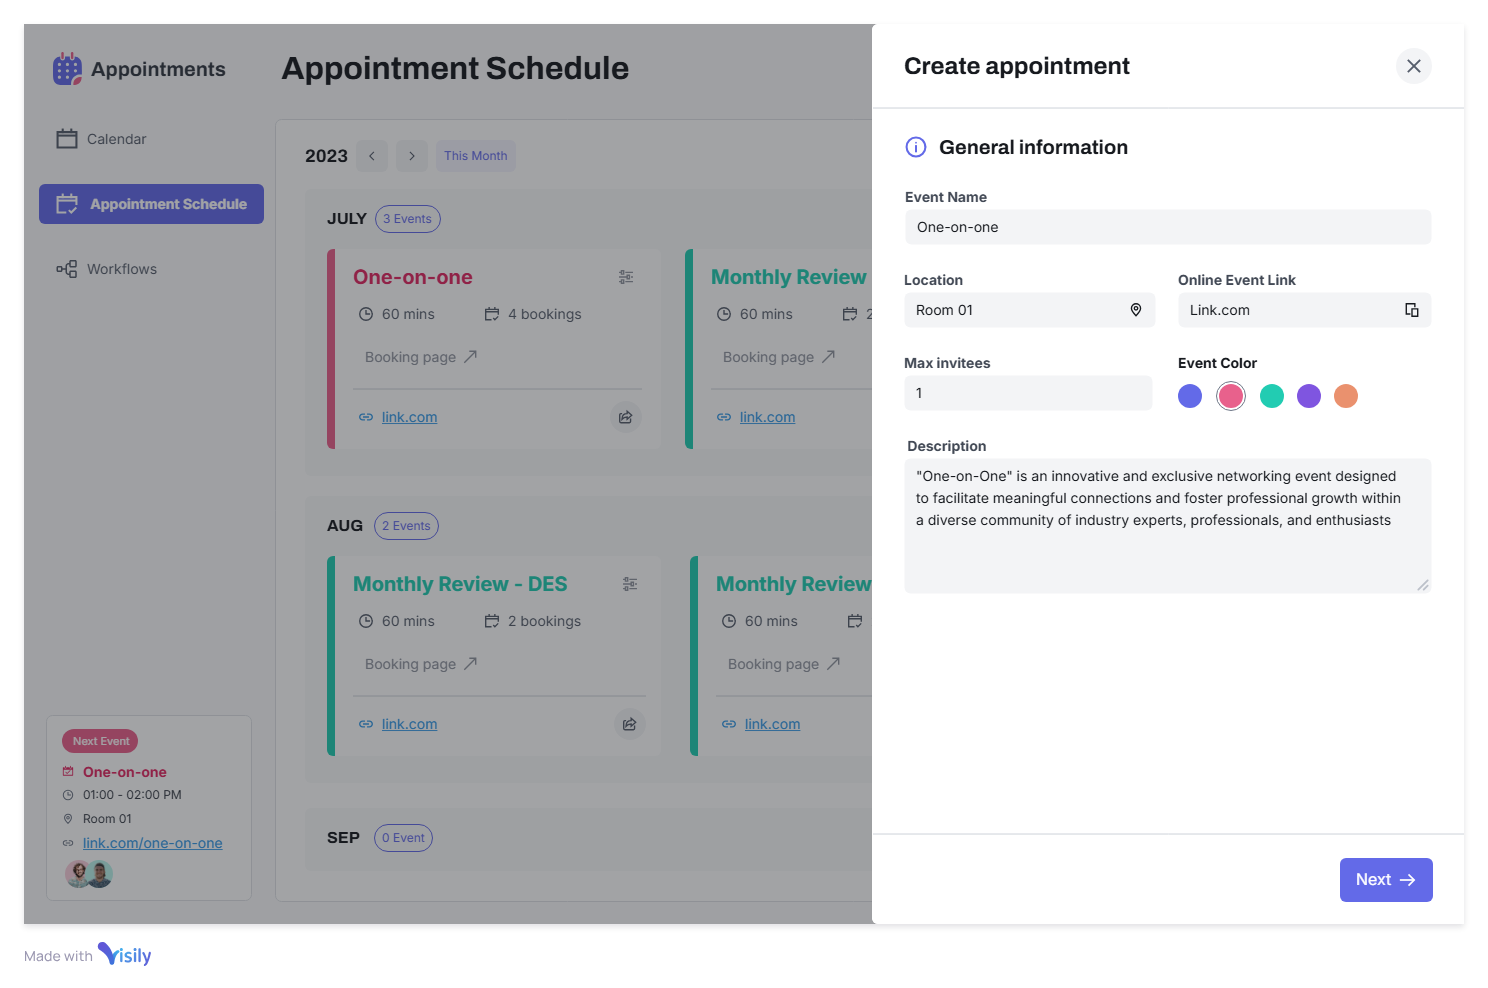 Appointments
Calendar
Appointment Schedule
Workflows
Next Event
One-on-one
01:00 - 02:00 PM
Room 01
link.com/one-on-one
Appointment Schedule
2023
This Month
JULY
3 Events
One-on-one
60 mins
4 bookings
Booking page
link.com
Monthly Review
60 mins
2
Booking page
link.com
AUG
2 Events
Monthly Review - DES
60 mins
2 bookings
Booking page
link.com
Monthly Review
60 mins
Booking page
link.com
SEP
0 Event
Create appointment
General information
Event Name
One-on-one
Location
Room 01
Online Event Link
Link.com
Max invitees
1
Event Color
Description
"One-on-One" is an innovative and exclusive networking event designed
to facilitate meaningful connections and foster professional growth within
a diverse community of industry experts, professionals, and enthusiasts
Next
Made with Visily